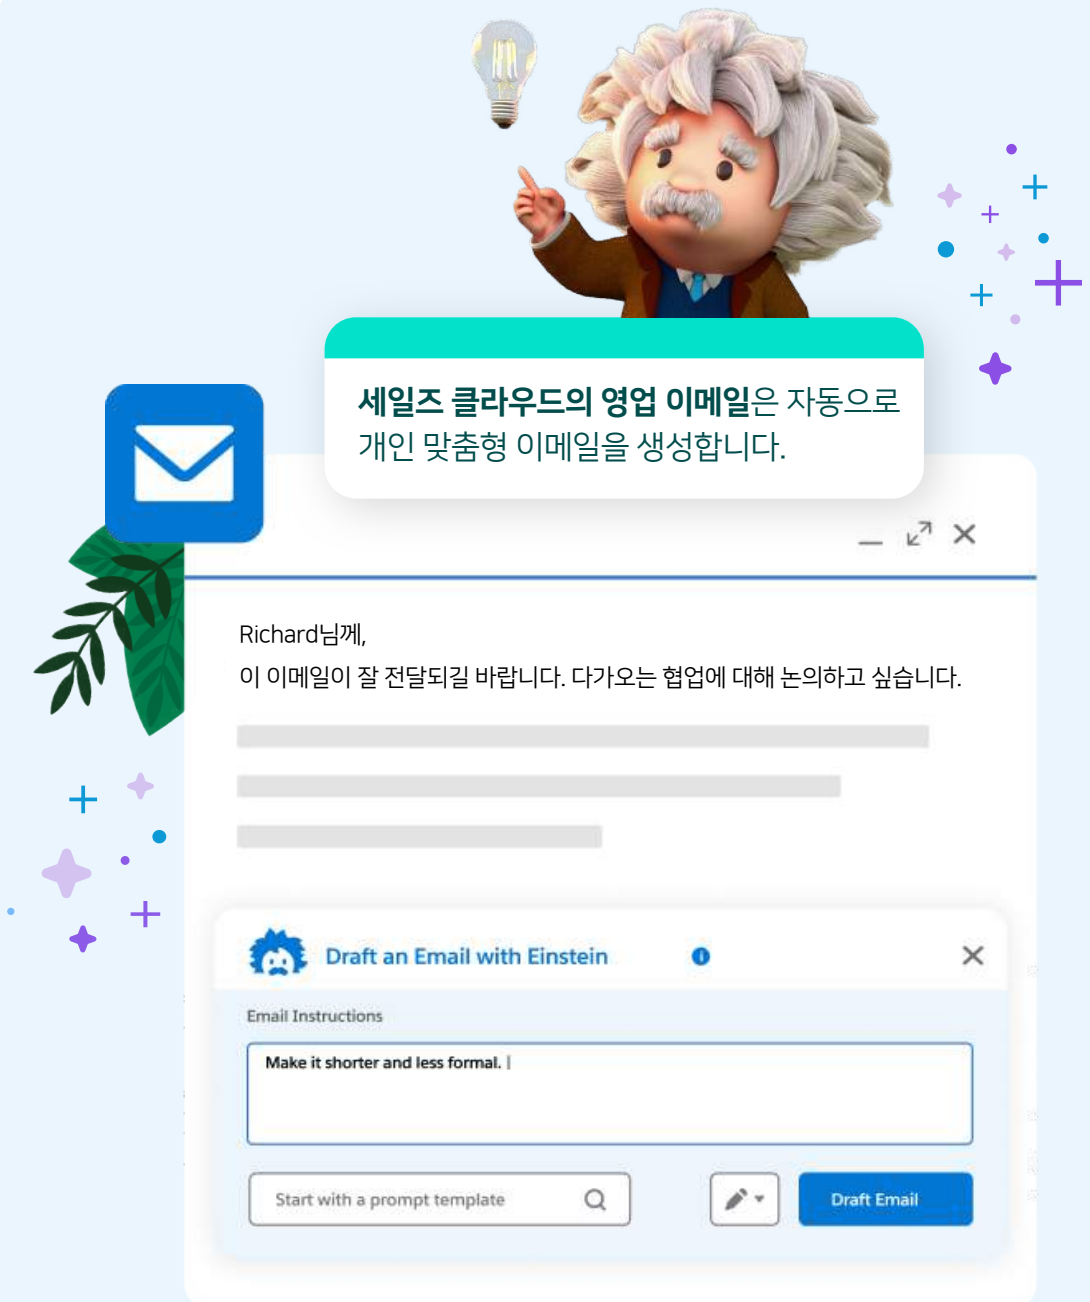 세일즈 클라우드의 영업 이메일은 자동으로
개인 맞춤형 이메일을 생성합니다.
Richard님께,
이 이메일이 잘 전달되길 바랍니다. 다가오는 협업에 대해 논의하고 싶습니다.
Draft an Email with Einstein
Email Instructions
Make it shorter and less formal.
Start with a prompt template
Draft Email